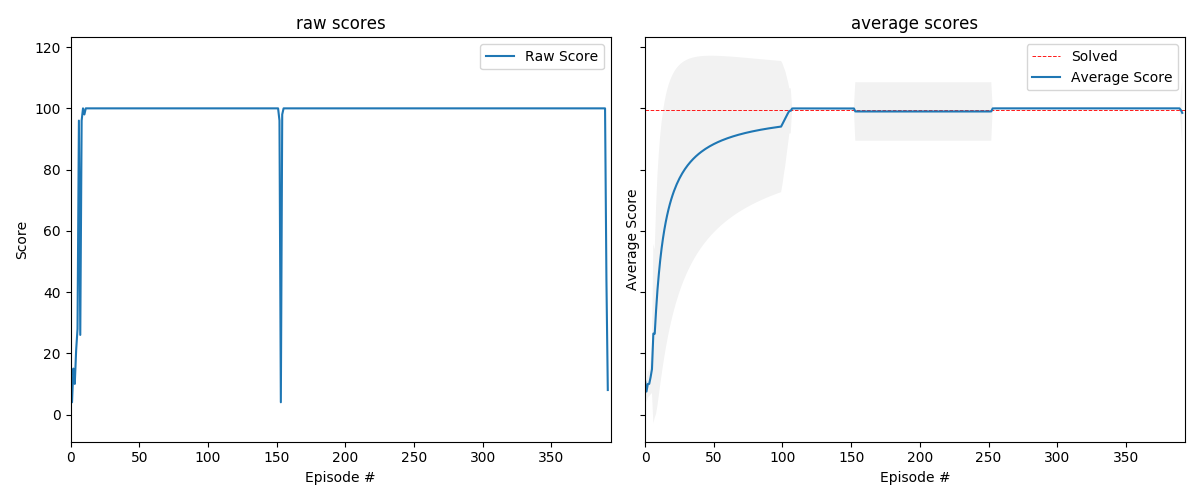 raw scores
Raw Score
Score
120
100
80
60
40
20
0
0 50 100 150 200 250 300 350
Episode #
average scores
Solved
Average Score
Average Score
0 50 100 150 200 250 300 350
Episode #